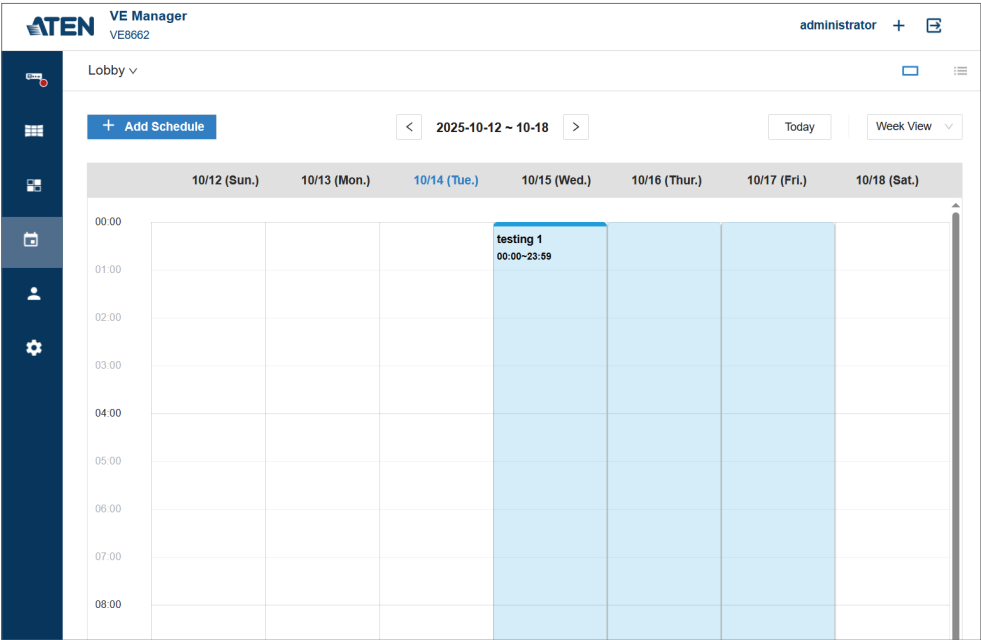 ATEN
VE Manager
VE8662
administrator
Lobby
Add Schedule
2025-10-12 ~ 10-18
Today
Week View
10/12 (Sun.) 10/13 (Mon.) 10/14 (Tue.) 10/15 (Wed.) 10/16 (Thur.) 10/17 (Fri.) 10/18 (Sat.)
00:00
testing 1
00:00~23:59
01:00
02:00
03:00
04:00
05:00
06:00
07:00
08:00